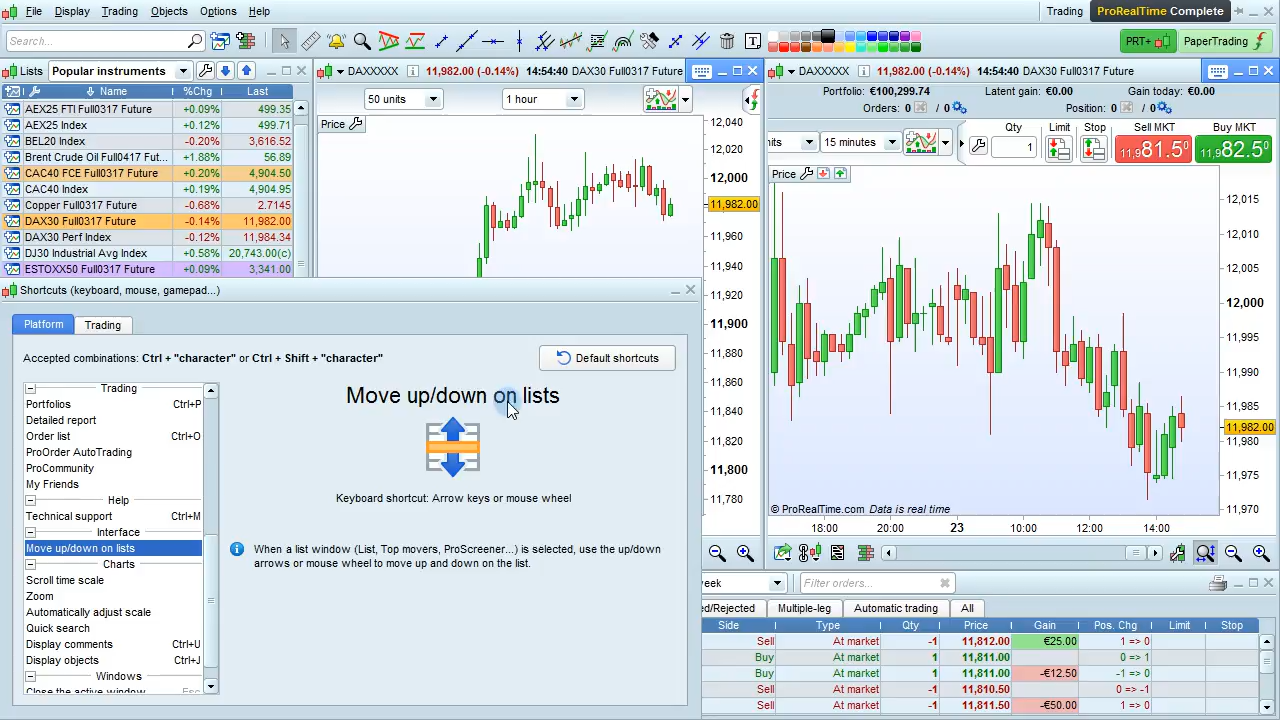 File Display Trading Objects Options Help Trading ProRealTime Complete
Search... PRT+ PaperTrading
Lists Popular instruments
Name %Chg Last
AEX25 FTI Full0317 Future +0.09% 499.35
AEX25 Index +0.12% 499.71
BEL20 Index -0.20% 3,616.52
Brent Crude Oil Full0417 Fut... +1.88% 56.89
CAC40 FCE Full0317 Future +0.20% 4,904.50
CAC40 Index +0.19% 4,904.95
Copper Full0317 Future -0.68% 2.7145
DAX30 Full0317 Future -0.14% 11,982.00
DAX30 Perf Index -0.12% 11,984.34
DJ30 Industrial Avg Index +0.58% 20,743.00(c)
ESTOXX50 Full0317 Future +0.09% 3,341.00
DAXXXXX 11,982.00 (-0.14%) 14:54:40 DAX30 Full0317 Future
50 units 1 hour
Price
12,040
12,020
12,000
11,982.00
11,960
11,940
11,920
11,900
11,880
11,860
11,840
11,820
11,800
11,780
DAXXXXX 11,982.00 (-0.14%) 14:54:40 DAX30 Full0317 Future
Portfolio: €100,299.74 Latent gain: €0.00 Gain today: €0.00
Orders: 0 / 0 Position: 0 / 0
its 15 minutes Qty 1 Limit Stop Sell MKT 11,981.5⁰ Buy MKT 11,982.5⁰
Price
12,015
12,010
12,005
12,000
11,995
11,990
11,985
11,982.00
11,980
11,975
11,970
© ProRealTime.com Data is real time
18:00 20:00 23 10:00 12:00 14:00
Shortcuts (keyboard, mouse, gamepad...)
Platform Trading
Accepted combinations: Ctrl + "character" or Ctrl + Shift + "character"
Default shortcuts
Trading
Portfolios Ctrl+P
Detailed report
Order list Ctrl+O
ProOrder AutoTrading
ProCommunity
My Friends
Help
Technical support Ctrl+M
Interface
Move up/down on lists
Charts
Scroll time scale
Zoom
Automatically adjust scale
Quick search
Display comments Ctrl+U
Display objects Ctrl+J
Windows
Close the active window Esc
Move up/down on lists
Keyboard shortcut: Arrow keys or mouse wheel
When a list window (List, Top movers, ProScreener...) is selected, use the up/down
arrows or mouse wheel to move up and down on the list.
week Filter orders...
ed/Rejected Multiple-leg Automatic trading All
Side Type Qty Price Gain Pos. Chg Limit Stop
Sell At market -1 11,812.00 €25.00 1 => 0
Buy At market 1 11,811.00 0 => 1
Buy At market 1 11,811.00 -€12.50 -1 => 0
Sell At market -1 11,810.50 0 => -1
Sell At market -1 11,811.50 -€50.00 1 => 0